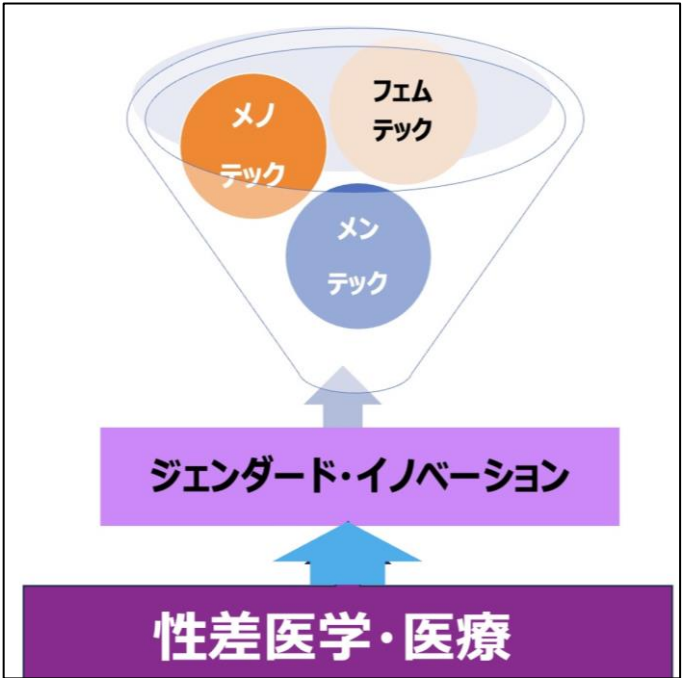 フェム
テック
メノ
テック
メン
テック
ジェンダード・イノベーション
性差医学・医療